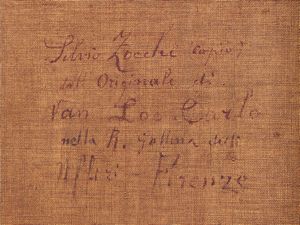 Silvio Zocchi copiò
dall'Originale di
Van Loo Carlo
nella R. Galleria degli
Uffizi - Firenze